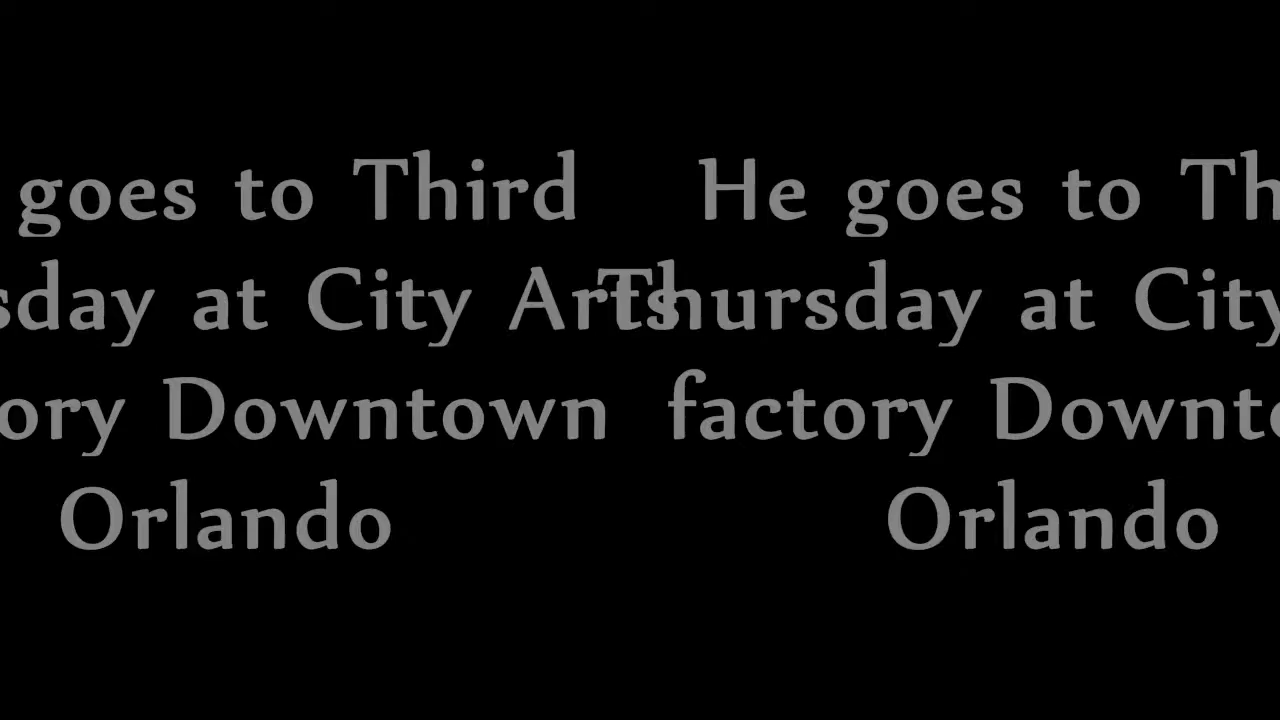 goes to Third He goes to Th
sday at City Arts Thursday at City
ory Downtown factory Downto
Orlando Orlando